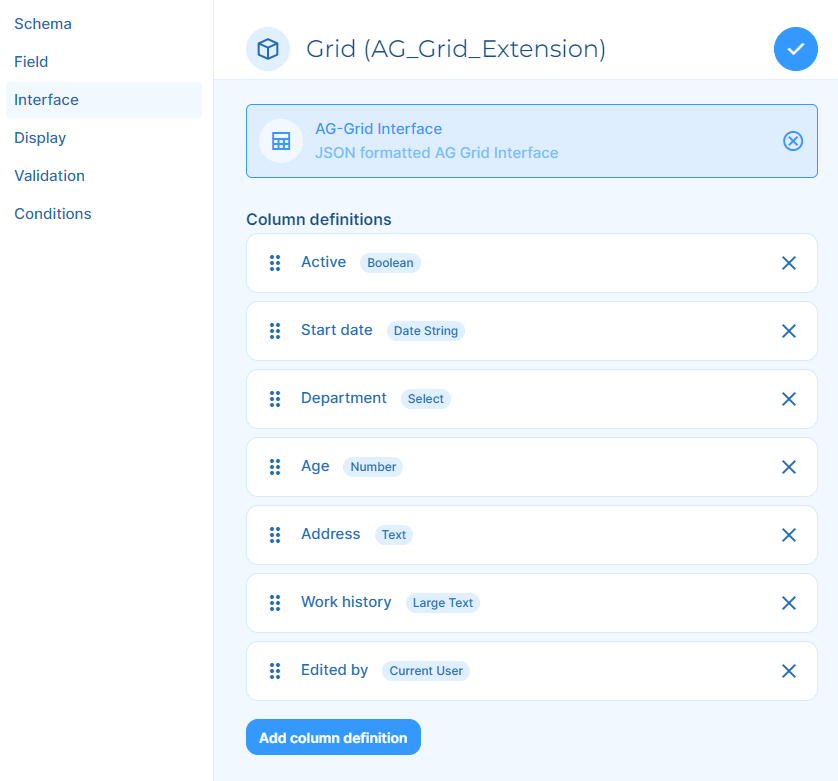 Schema
Field
Interface
Display
Validation
Conditions
Grid (AG_Grid_Extension)
AG-Grid Interface
JSON formatted AG Grid Interface
Column definitions
Active Boolean
Start date Date String
Department Select
Age Number
Address Text
Work history Large Text
Edited by Current User
Add column definition